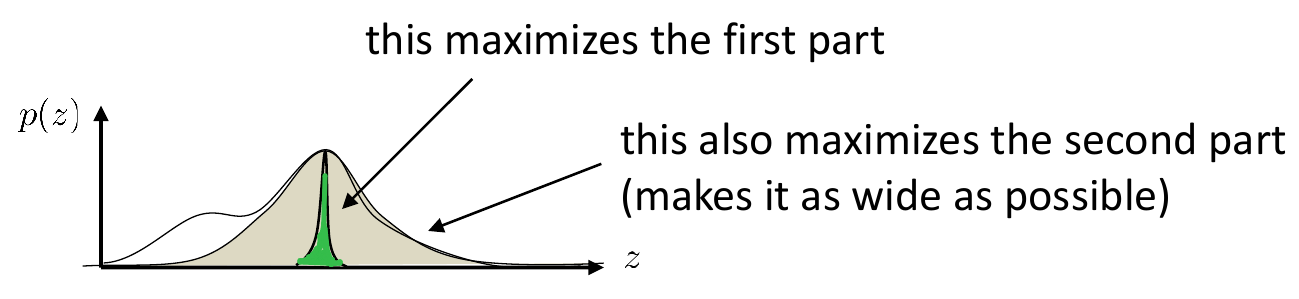 this maximizes the first part
p(z)
this also maximizes the second part
(makes it as wide as possible)
z